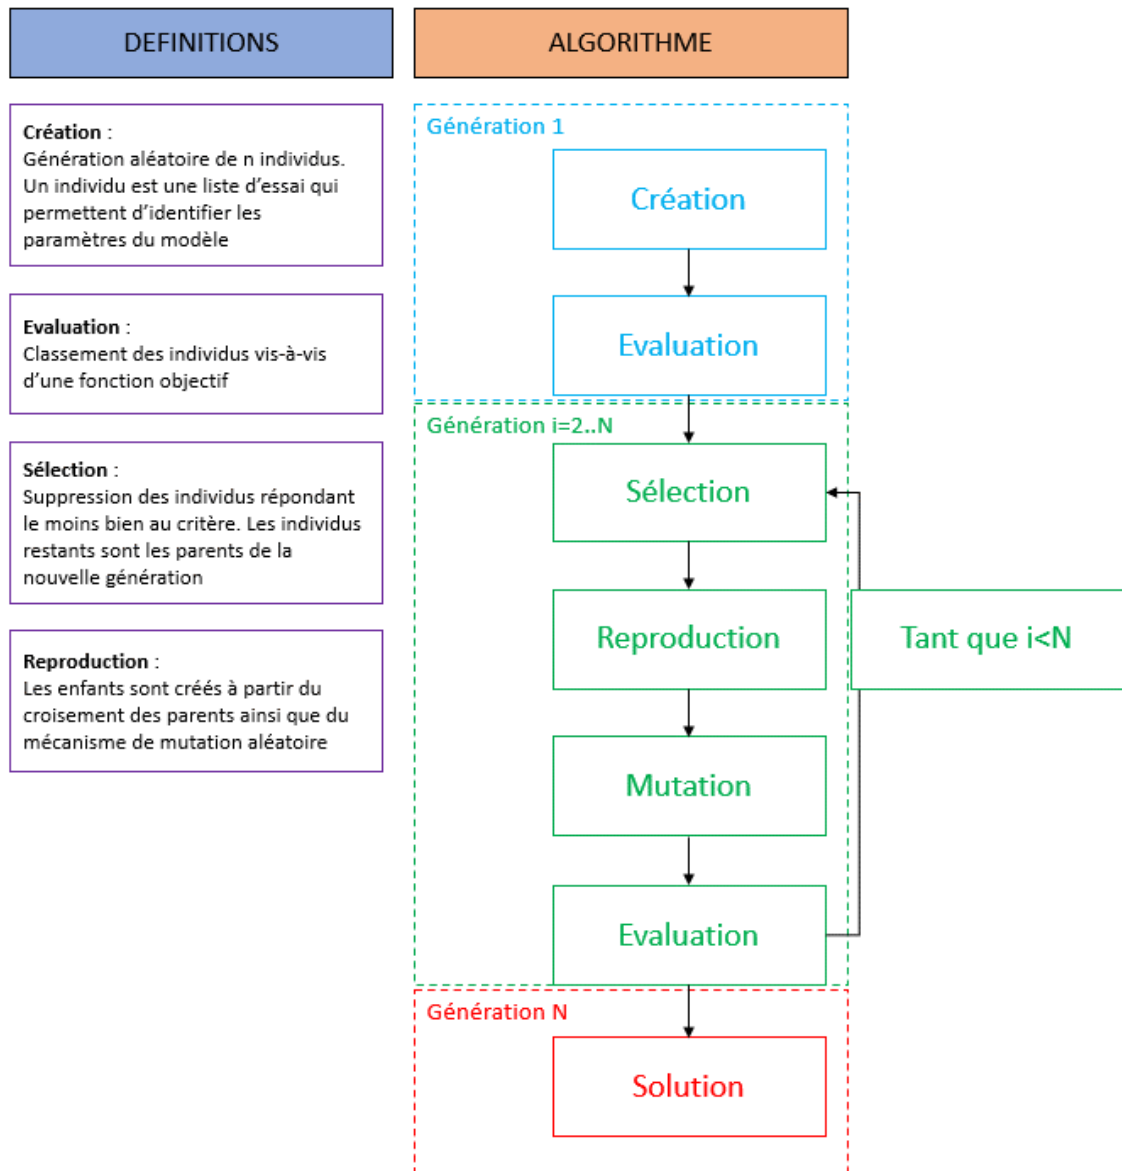 DEFINITIONS
Création :
Génération aléatoire de n individus.
Un individu est une liste d'essai qui
permettent d'identifier les
paramètres du modèle
Evaluation :
Classement des individus vis-à-vis
d'une fonction objectif
Sélection :
Suppression des individus répondant
le moins bien au critère. Les individus
restants sont les parents de la
nouvelle génération
Reproduction :
Les enfants sont créés à partir du
croisement des parents ainsi que du
mécanisme de mutation aléatoire
ALGORITHME
Génération 1
Création
Evaluation
Génération i=2..N
Sélection
Reproduction
Tant que i<N
Mutation
Evaluation
Génération N
Solution